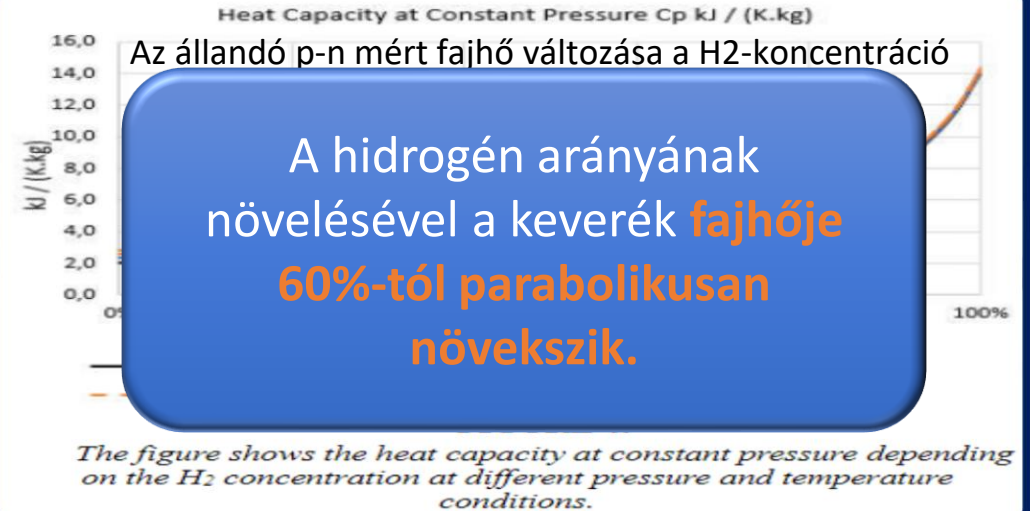 Heat Capacity at Constant Pressure Cp kJ / (K.kg)
Az állandó p-n mért fajhő változása a H2-koncentráció
16,0
14,0
12,0
10,0
8,0
6,0
4,0
2,0
0,0
kJ / (K.kg)
A hidrogén arányának
növelésével a keverék fajhője
60%-tól parabolikusan
növekszik.
100%
The figure shows the heat capacity at constant pressure depending
on the H₂ concentration at different pressure and temperature
conditions.